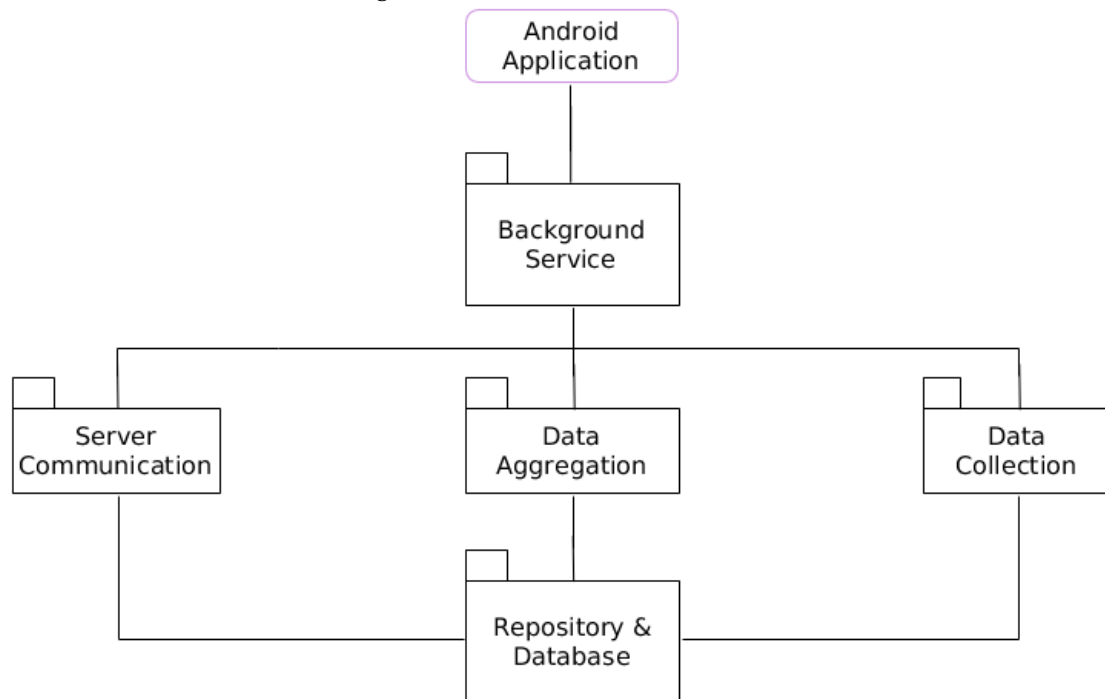 Android
Application
Background
Service
Server
Communication
Data
Aggregation
Data
Collection
Repository &
Database